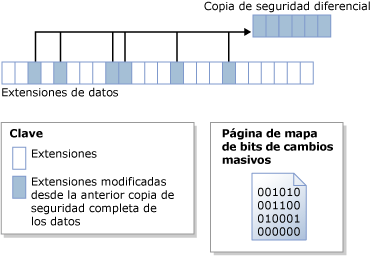 Copia de seguridad diferencial
Extensiones de datos
Clave
Extensiones
Extensiones modificadas
desde la anterior copia de
seguridad completa de
los datos
Página de mapa
de bits de cambios
masivos
001010
001100
010001
000000